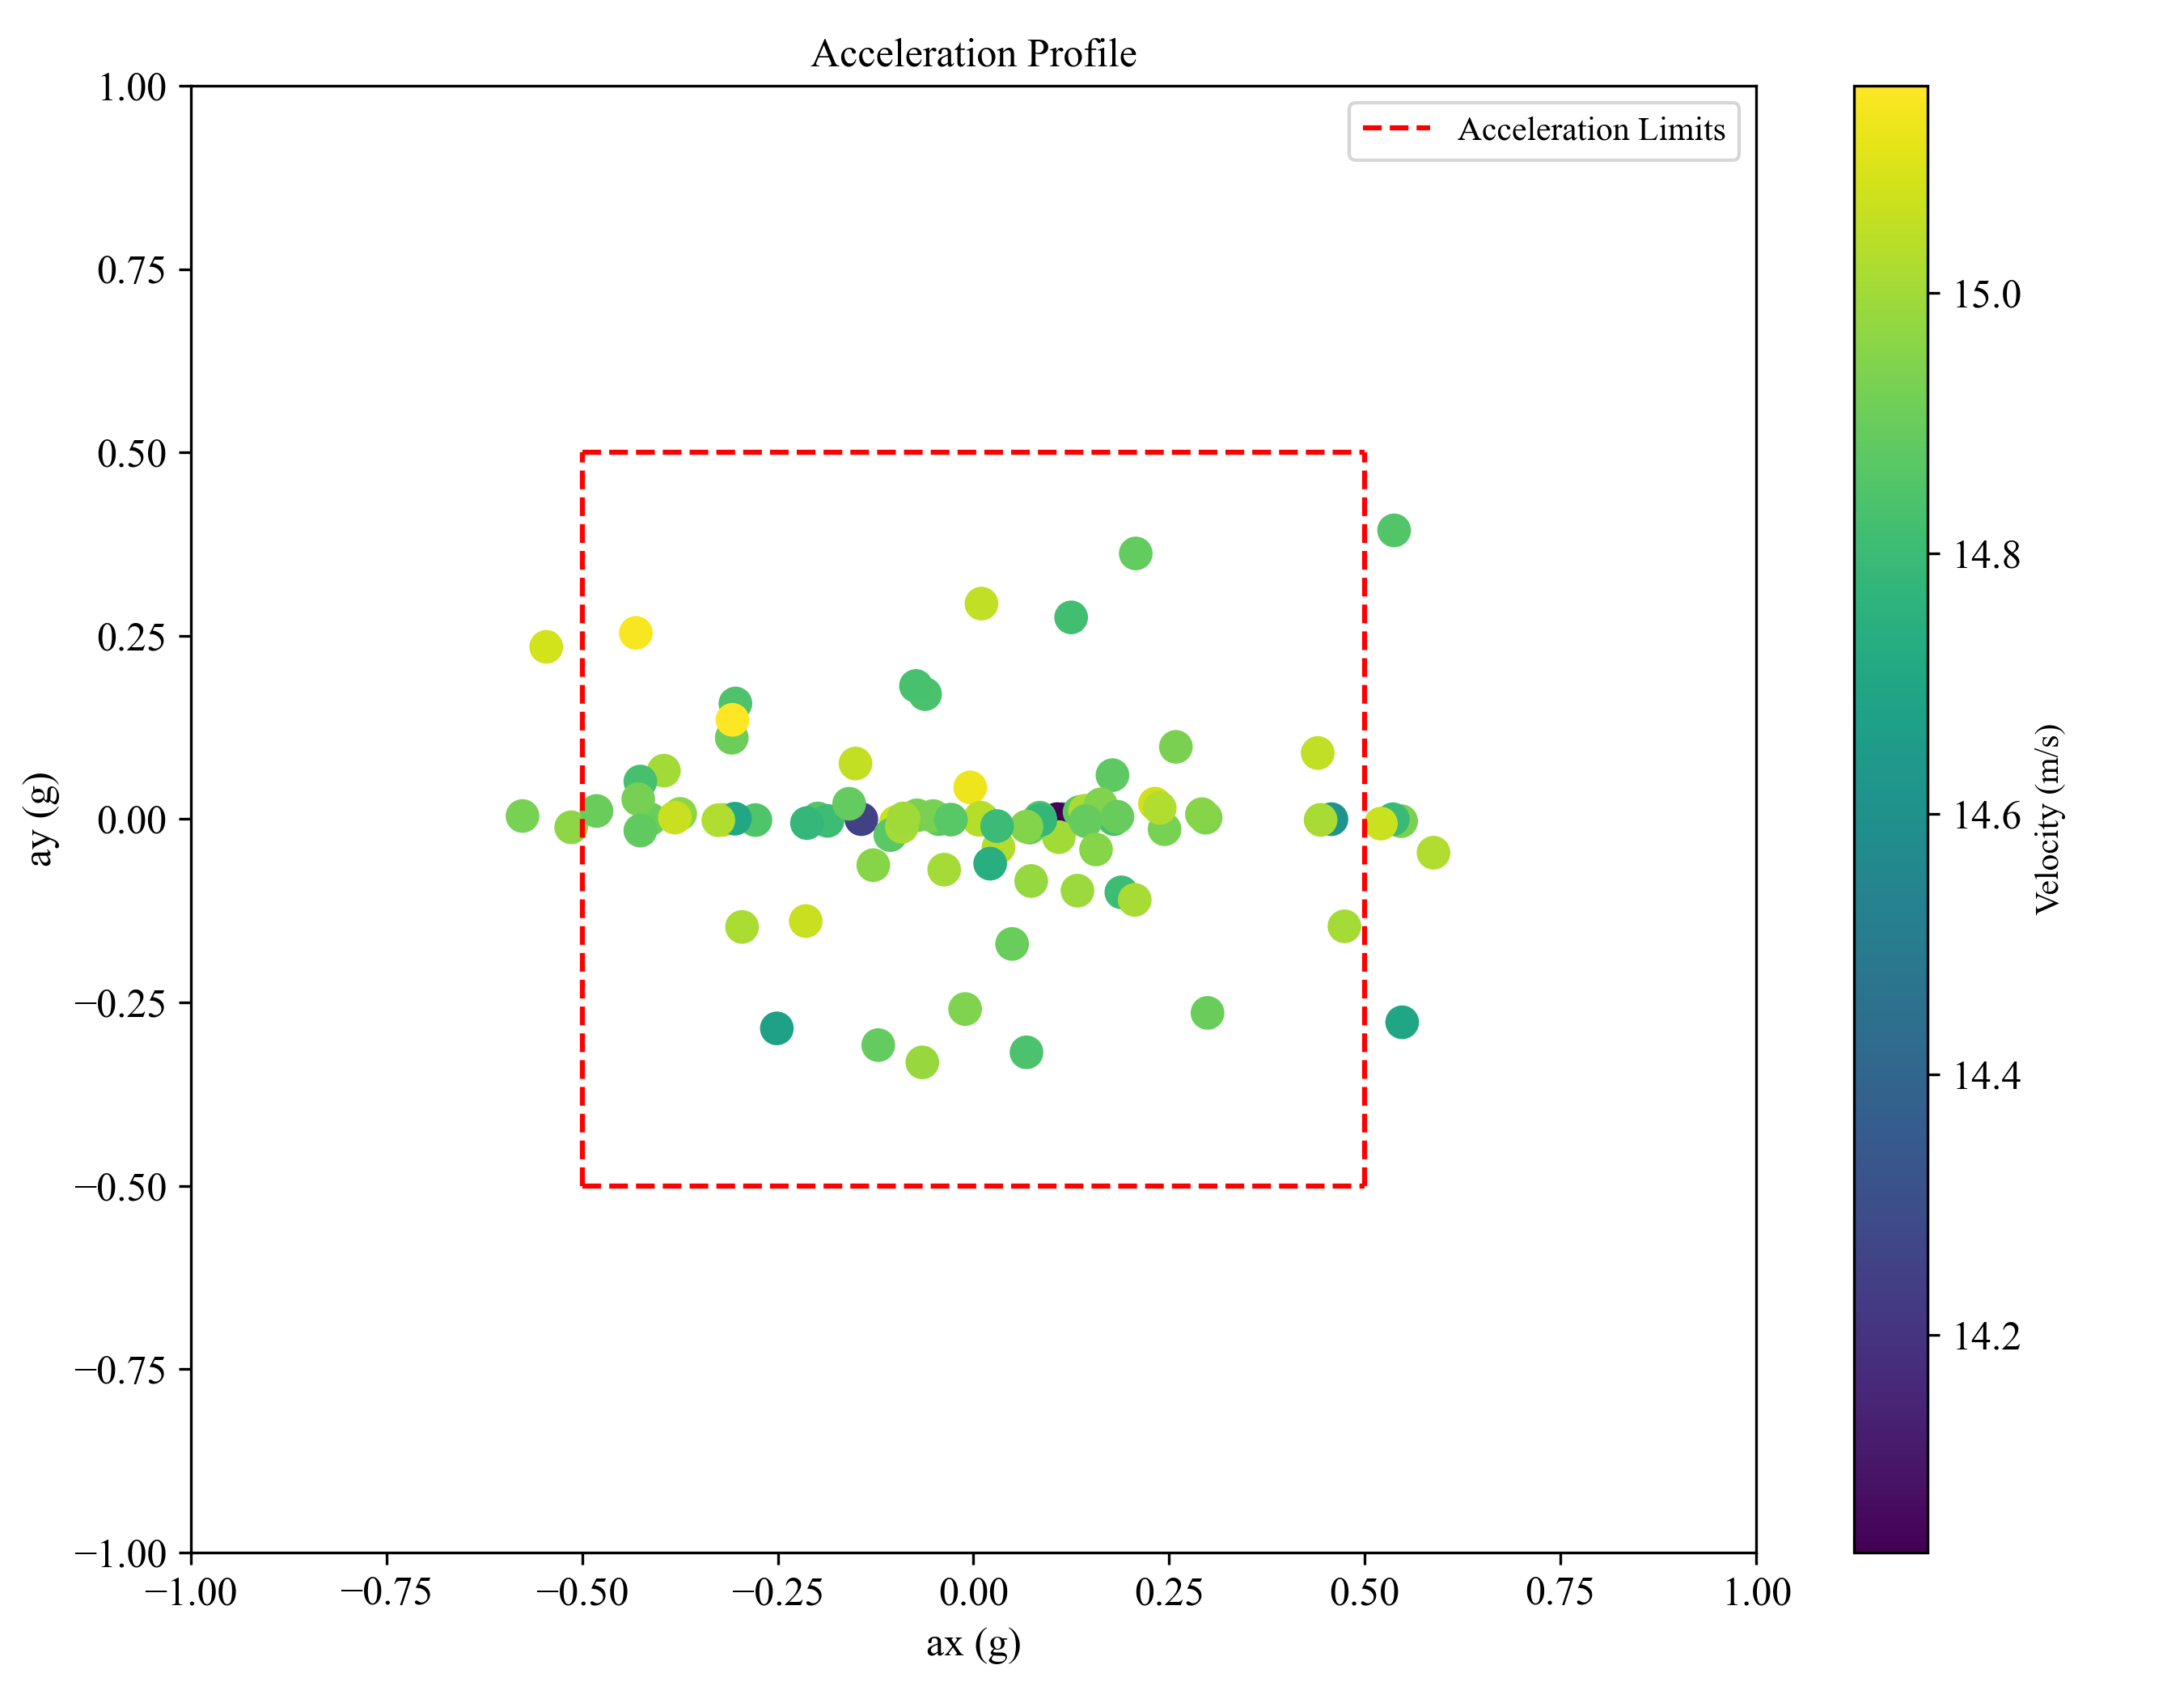 Acceleration Profile
Acceleration Limits
1.00
0.75
0.50
0.25
0.00
−0.25
−0.50
−0.75
−1.00
ay (g)
−1.00 −0.75 −0.50 −0.25 0.00 0.25 0.50 0.75 1.00
ax (g)
15.0
14.8
14.6
14.4
14.2
Velocity (m/s)